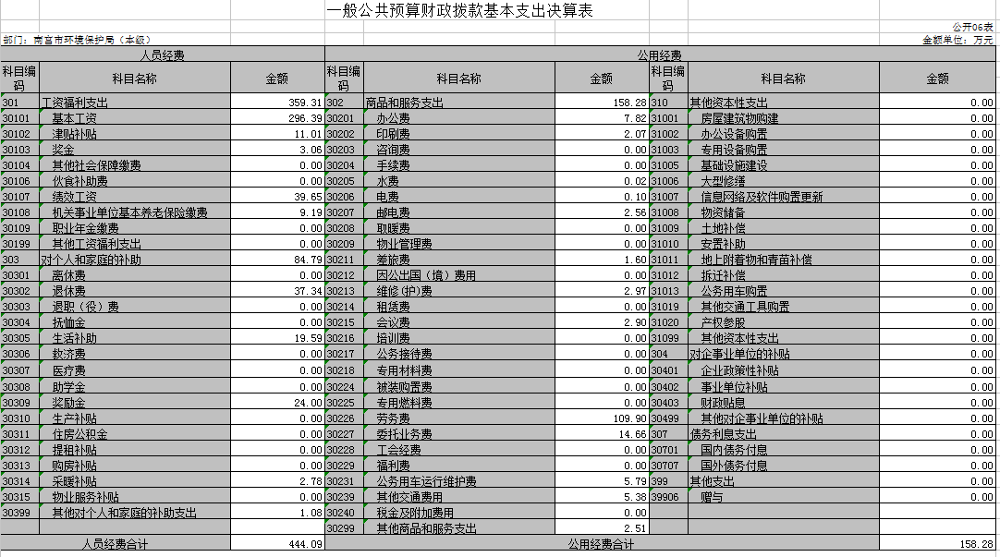 一般公共预算财政拨款基本支出决算表
公开06表
部门：南宫市环境保护局（本级） 金额单位：万元
人员经费 公用经费
科目编码 科目名称 金额 科目编码 科目名称 金额 科目编码 科目名称 金额
301 工资福利支出 359.31 302 商品和服务支出 158.28 310 其他资本性支出 0.00
30101 基本工资 296.39 30201 办公费 7.82 31001 房屋建筑物购建 0.00
30102 津贴补贴 11.01 30202 印刷费 2.07 31002 办公设备购置 0.00
30103 奖金 3.06 30203 咨询费 0.00 31003 专用设备购置 0.00
30104 其他社会保障缴费 0.00 30204 手续费 0.00 31005 基础设施建设 0.00
30106 伙食补助费 0.00 30205 水费 0.02 31006 大型修缮 0.00
30107 绩效工资 39.65 30206 电费 0.10 31007 信息网络及软件购置更新 0.00
30108 机关事业单位基本养老保险缴费 9.19 30207 邮电费 2.56 31008 物资储备 0.00
30109 职业年金缴费 0.00 30208 取暖费 0.00 31009 土地补偿 0.00
30199 其他工资福利支出 0.00 30209 物业管理费 0.00 31010 安置补助 0.00
303 对个人和家庭的补助 84.79 30211 差旅费 1.60 31011 地上附着物和青苗补偿 0.00
30301 离休费 0.00 30212 因公出国（境）费用 0.00 31012 拆迁补偿 0.00
30302 退休费 37.34 30213 维修(护)费 2.97 31013 公务用车购置 0.00
30303 退职（役）费 0.00 30214 租赁费 0.00 31019 其他交通工具购置 0.00
30304 抚恤金 0.00 30215 会议费 2.90 31020 产权参股 0.00
30305 生活补助 19.59 30216 培训费 0.00 31099 其他资本性支出 0.00
30306 救济费 0.00 30217 公务接待费 0.00 304 对企事业单位的补贴 0.00
30307 医疗费 0.00 30218 专用材料费 0.00 30401 企业政策性补贴 0.00
30308 助学金 0.00 30224 被装购置费 0.00 30402 事业单位补贴 0.00
30309 奖励金 24.00 30225 专用燃料费 0.00 30403 财政贴息 0.00
30310 生产补贴 0.00 30226 劳务费 109.90 30499 其他对企事业单位的补贴 0.00
30311 住房公积金 0.00 30227 委托业务费 14.66 307 债务利息支出 0.00
30312 提租补贴 0.00 30228 工会经费 0.00 30701 国内债务付息 0.00
30313 购房补贴 0.00 30229 福利费 0.00 30707 国外债务付息 0.00
30314 采暖补贴 2.78 30231 公务用车运行维护费 5.79 399 其他支出 0.00
30315 物业服务补贴 0.00 30239 其他交通费用 5.38 39906 赠与 0.00
30399 其他对个人和家庭的补助支出 1.08 30240 税金及附加费用 0.00
30299 其他商品和服务支出 2.51
人员经费合计 444.09 公用经费合计 158.28